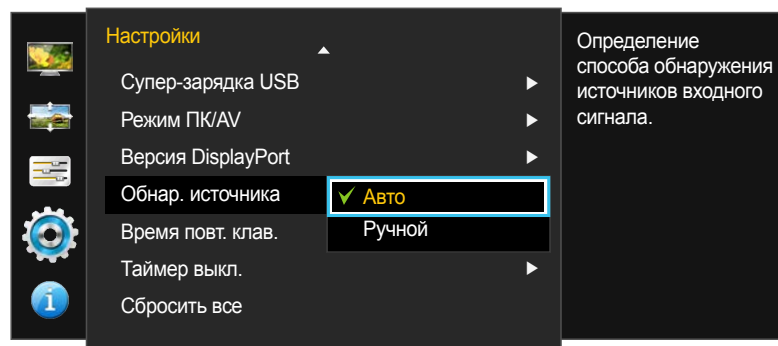 Настройки
Супер-зарядка USB
Режим ПК/AV
Версия DisplayPort
Обнар. источника
Авто
Ручной
Время повт. клав.
Таймер выкл.
Сбросить все
Определение
способа обнаружения
источников входного
сигнала.